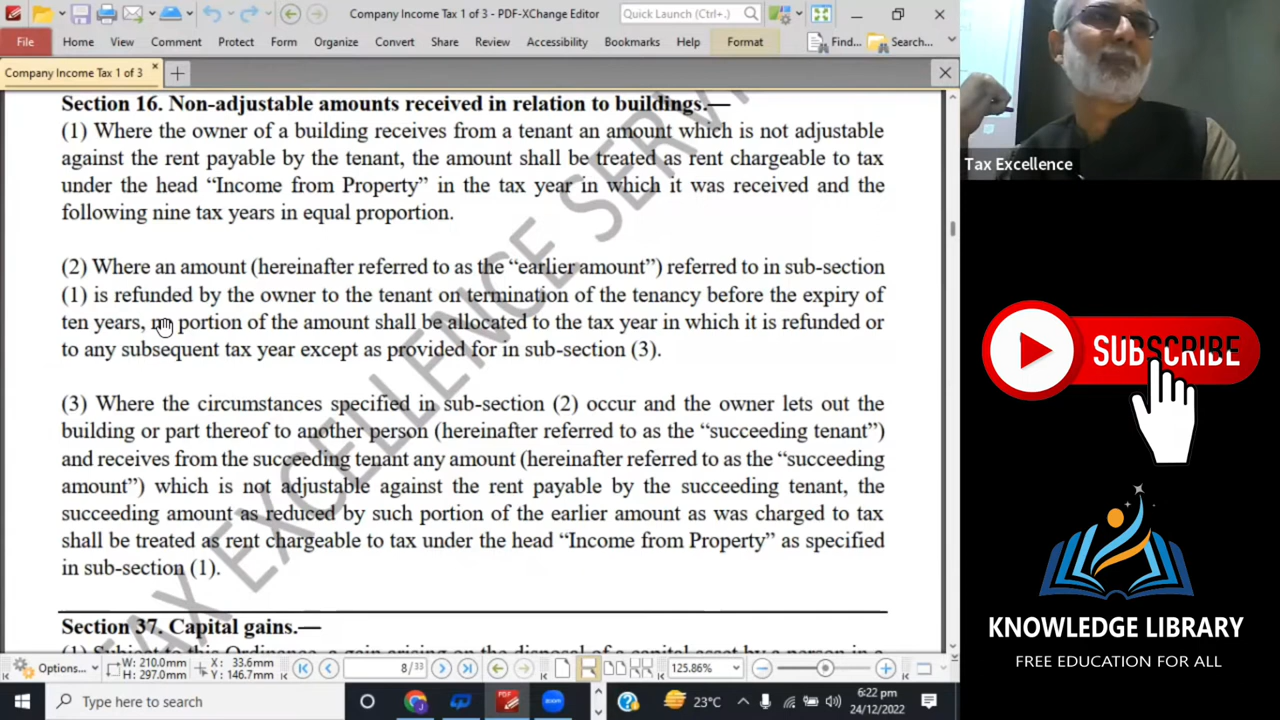 Company Income Tax 1 of 3 - PDF-XChange Editor
Quick Launch (Ctrl+.)
File Home View Comment Protect Form Organize Convert Share Review Accessibility Bookmarks Help Format Find... Search...
Company Income Tax 1 of 3
Section 16. Non-adjustable amounts received in relation to buildings.—
(1) Where the owner of a building receives from a tenant an amount which is not adjustable
against the rent payable by the tenant, the amount shall be treated as rent chargeable to tax
under the head “Income from Property” in the tax year in which it was received and the
following nine tax years in equal proportion.
(2) Where an amount (hereinafter referred to as the “earlier amount”) referred to in sub-section
(1) is refunded by the owner to the tenant on termination of the tenancy before the expiry of
ten years, no portion of the amount shall be allocated to the tax year in which it is refunded or
to any subsequent tax year except as provided for in sub-section (3).
(3) Where the circumstances specified in sub-section (2) occur and the owner lets out the
building or part thereof to another person (hereinafter referred to as the “succeeding tenant”)
and receives from the succeeding tenant any amount (hereinafter referred to as the “succeeding
amount”) which is not adjustable against the rent payable by the succeeding tenant, the
succeeding amount as reduced by such portion of the earlier amount as was charged to tax
shall be treated as rent chargeable to tax under the head “Income from Property” as specified
in sub-section (1).
Section 37. Capital gains.—
TAX EXCELLENCE SERV
Options...
W: 210.0mm
H: 297.0mm
X: 33.6mm
Y: 146.7mm
8 /33
125.86%
Type here to search
PDF
zoom
23°C
6:22 pm
24/12/2022
Tax Excellence
SUBSCRIBE
KNOWLEDGE LIBRARY
FREE EDUCATION FOR ALL